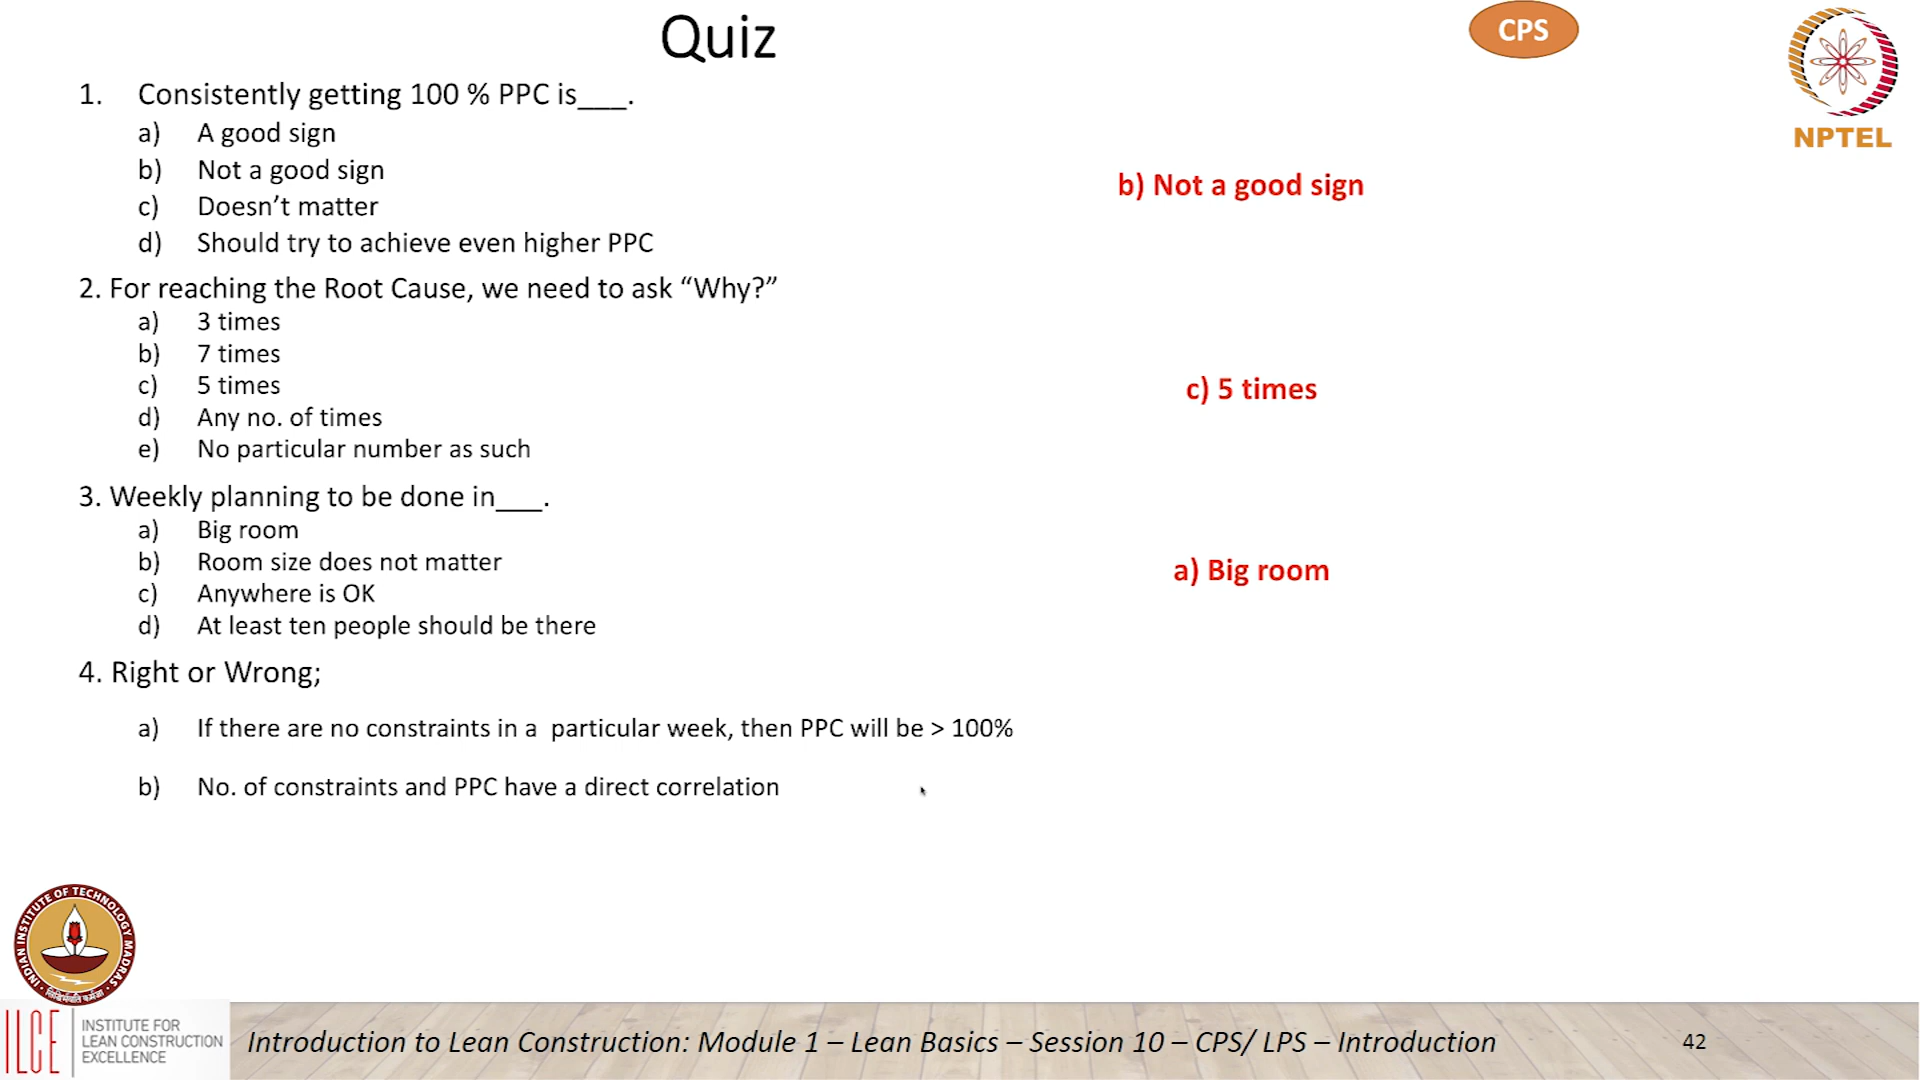 Quiz
CPS
NPTEL
1. Consistently getting 100 % PPC is___.
a) A good sign
b) Not a good sign
b) Not a good sign
c) Doesn’t matter
d) Should try to achieve even higher PPC
2. For reaching the Root Cause, we need to ask “Why?”
a) 3 times
b) 7 times
c) 5 times
c) 5 times
d) Any no. of times
e) No particular number as such
3. Weekly planning to be done in___.
a) Big room
b) Room size does not matter
a) Big room
c) Anywhere is OK
d) At least ten people should be there
4. Right or Wrong;
a) If there are no constraints in a particular week, then PPC will be > 100%
b) No. of constraints and PPC have a direct correlation
INDIAN INSTITUTE OF TECHNOLOGY MADRAS
ILCE
INSTITUTE FOR
LEAN CONSTRUCTION
EXCELLENCE
Introduction to Lean Construction: Module 1 – Lean Basics – Session 10 – CPS/ LPS – Introduction
42